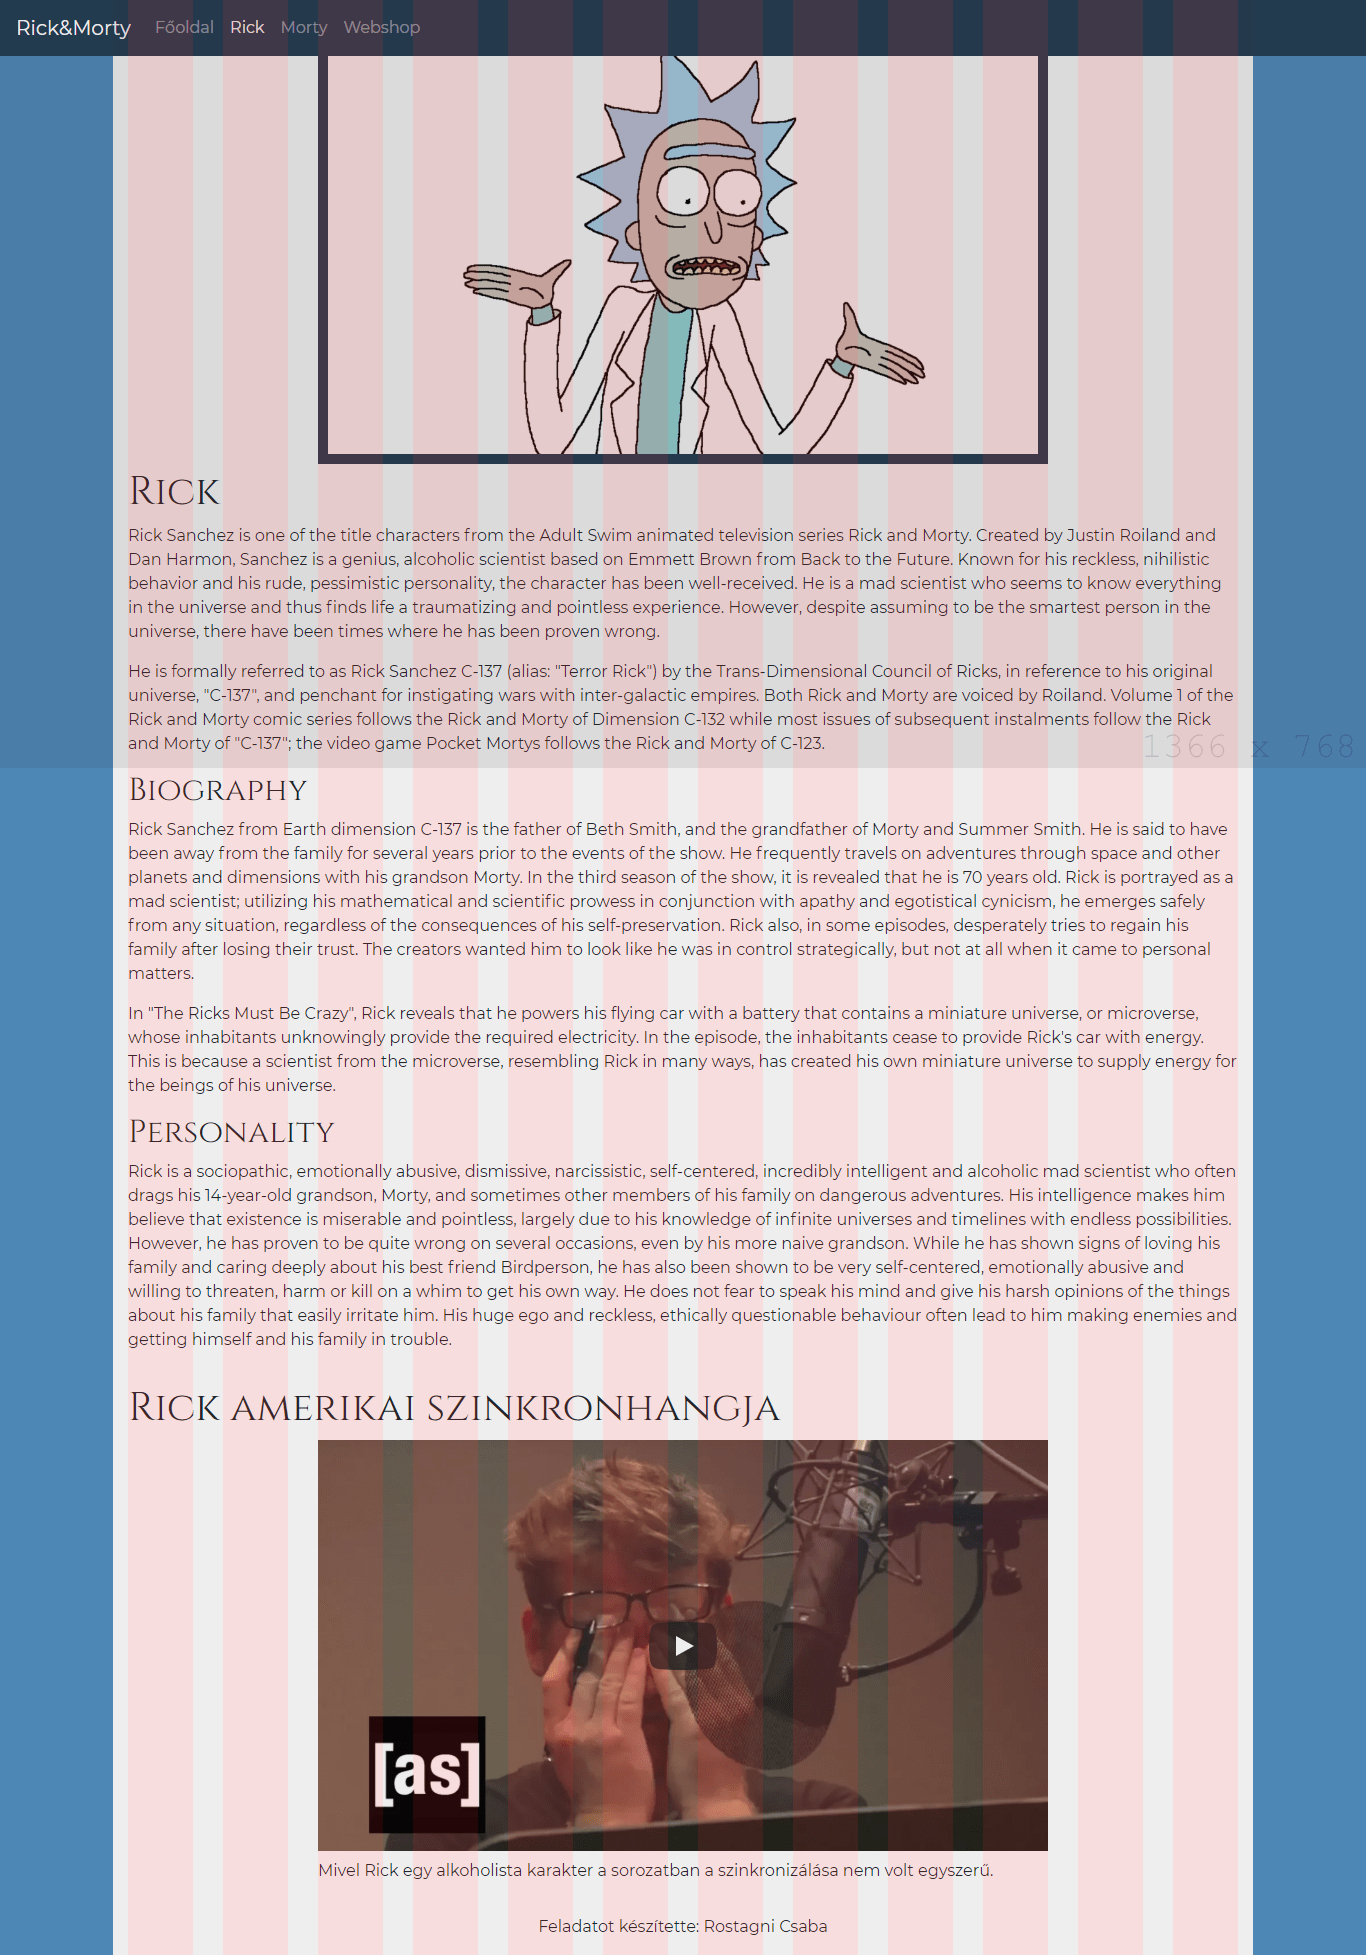 Rick&Morty Főoldal Rick Morty Webshop
Rick
Rick Sanchez is one of the title characters from the Adult Swim animated television series Rick and Morty. Created by Justin Roiland and
Dan Harmon, Sanchez is a genius, alcoholic scientist based on Emmett Brown from Back to the Future. Known for his reckless, nihilistic
behavior and his rude, pessimistic personality, the character has been well-received. He is a mad scientist who seems to know everything
in the universe and thus finds life a traumatizing and pointless experience. However, despite assuming to be the smartest person in the
universe, there have been times where he has been proven wrong.
He is formally referred to as Rick Sanchez C-137 (alias: "Terror Rick") by the Trans-Dimensional Council of Ricks, in reference to his original
universe, "C-137", and penchant for instigating wars with inter-galactic empires. Both Rick and Morty are voiced by Roiland. Volume 1 of the
Rick and Morty comic series follows the Rick and Morty of Dimension C-132 while most issues of subsequent instalments follow the Rick
and Morty of "C-137"; the video game Pocket Mortys follows the Rick and Morty of C-123.
1366 x 768
Biography
Rick Sanchez from Earth dimension C-137 is the father of Beth Smith, and the grandfather of Morty and Summer Smith. He is said to have
been away from the family for several years prior to the events of the show. He frequently travels on adventures through space and other
planets and dimensions with his grandson Morty. In the third season of the show, it is revealed that he is 70 years old. Rick is portrayed as a
mad scientist; utilizing his mathematical and scientific prowess in conjunction with apathy and egotistical cynicism, he emerges safely
from any situation, regardless of the consequences of his self-preservation. Rick also, in some episodes, desperately tries to regain his
family after losing their trust. The creators wanted him to look like he was in control strategically, but not at all when it came to personal
matters.
In "The Ricks Must Be Crazy", Rick reveals that he powers his flying car with a battery that contains a miniature universe, or microverse,
whose inhabitants unknowingly provide the required electricity. In the episode, the inhabitants cease to provide Rick's car with energy.
This is because a scientist from the microverse, resembling Rick in many ways, has created his own miniature universe to supply energy for
the beings of his universe.
Personality
Rick is a sociopathic, emotionally abusive, dismissive, narcissistic, self-centered, incredibly intelligent and alcoholic mad scientist who often
drags his 14-year-old grandson, Morty, and sometimes other members of his family on dangerous adventures. His intelligence makes him
believe that existence is miserable and pointless, largely due to his knowledge of infinite universes and timelines with endless possibilities.
However, he has proven to be quite wrong on several occasions, even by his more naive grandson. While he has shown signs of loving his
family and caring deeply about his best friend Birdperson, he has also been shown to be very self-centered, emotionally abusive and
willing to threaten, harm or kill on a whim to get his own way. He does not fear to speak his mind and give his harsh opinions of the things
about his family that easily irritate him. His huge ego and reckless, ethically questionable behaviour often lead to him making enemies and
getting himself and his family in trouble.
Rick amerikai szinkronhangja
[as]
Mivel Rick egy alkoholista karakter a sorozatban a szinkronizálása nem volt egyszerű.
Feladatot készítette: Rostagni Csaba